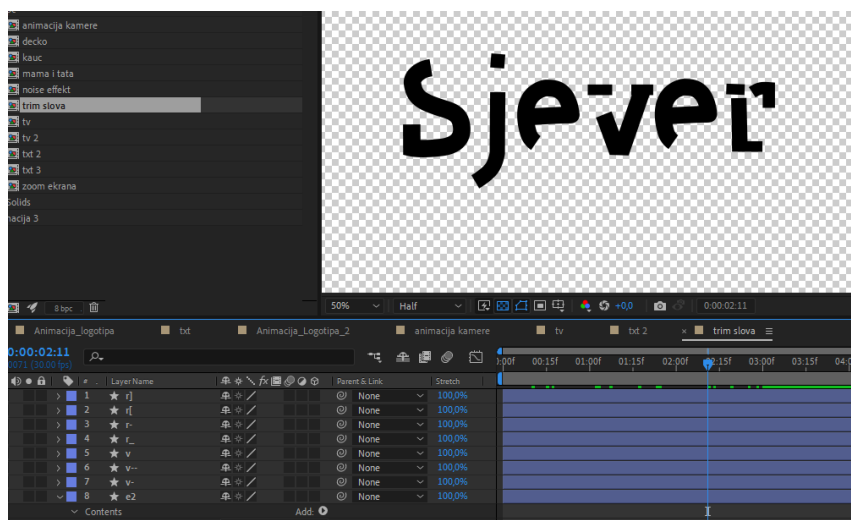 animacija kamere
decko
kauc
mama i tata
noise effekt
trim slova
tv
tv 2
txt 2
txt 3
zoom ekrana
Solids
macija 3
Sjever
8 bpc
50% Half +0,0 0:00:02:11
Animacija_logotipa txt Animacija_Logotipa_2 animacija kamere tv txt 2 × trim slova
0:00:02:11
0071 (30.00 fps)
:00f 00:15f 01:00f 01:15f 02:00f 02:15f 03:00f 03:15f 04:0
# . Layer Name fx Parent & Link Stretch
1 r] None 100,0%
2 r[ None 100,0%
3 r- None 100,0%
4 r_ None 100,0%
5 v None 100,0%
6 v-- None 100,0%
7 v- None 100,0%
8 e2 None 100,0%
Contents Add: